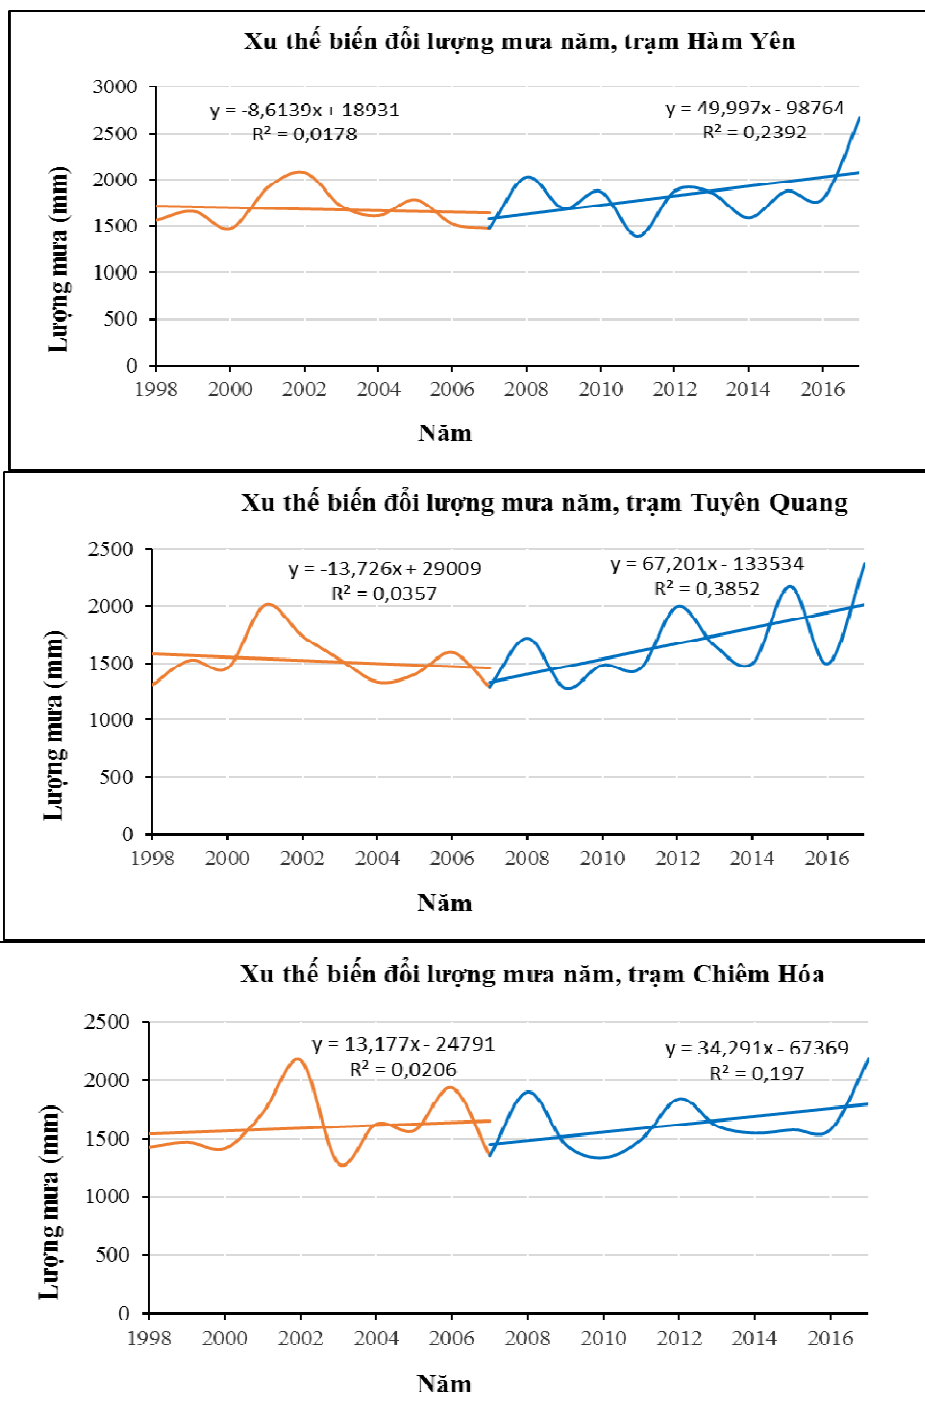 Xu thế biến đổi lượng mưa năm, trạm Hàm Yên
y = -8,6139x + 18931
R² = 0,0178
y = 49,997x - 98764
R² = 0,2392
Lượng mưa (mm)
3000
2500
2000
1500
1000
500
0
1998 2000 2002 2004 2006 2008 2010 2012 2014 2016
Năm
Xu thế biến đổi lượng mưa năm, trạm Tuyên Quang
y = -13,726x + 29009
R² = 0,0357
y = 67,201x - 133534
R² = 0,3852
Lượng mưa (mm)
2500
2000
1500
1000
500
0
1998 2000 2002 2004 2006 2008 2010 2012 2014 2016
Năm
Xu thế biến đổi lượng mưa năm, trạm Chiêm Hóa
y = 13,177x - 24791
R² = 0,0206
y = 34,291x - 67369
R² = 0,197
Lượng mưa (mm)
2500
2000
1500
1000
500
0
1998 2000 2002 2004 2006 2008 2010 2012 2014 2016
Năm